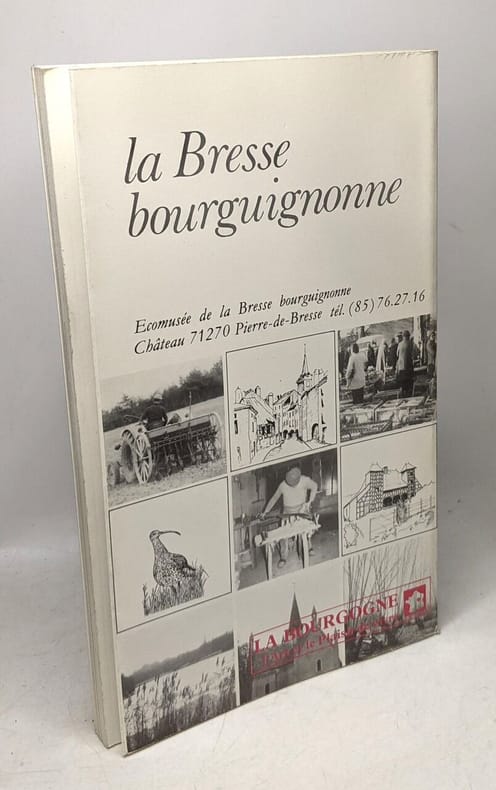 la Bresse
bourguignonne
Ecomusée de la Bresse bourguignonne
Château 71270 Pierre-de-Bresse tél. (85) 76.27.16
LA BOURGOGNE